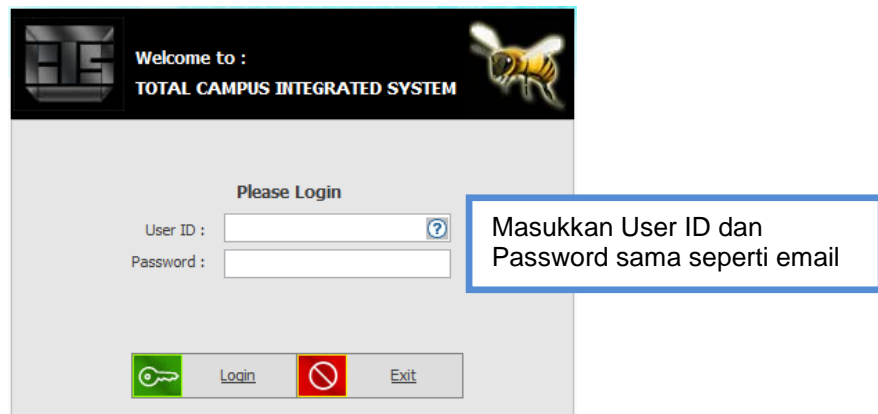 Welcome to :
TOTAL CAMPUS INTEGRATED SYSTEM
Please Login
User ID :
Masukkan User ID dan
Password sama seperti email
Password :
Login
Exit